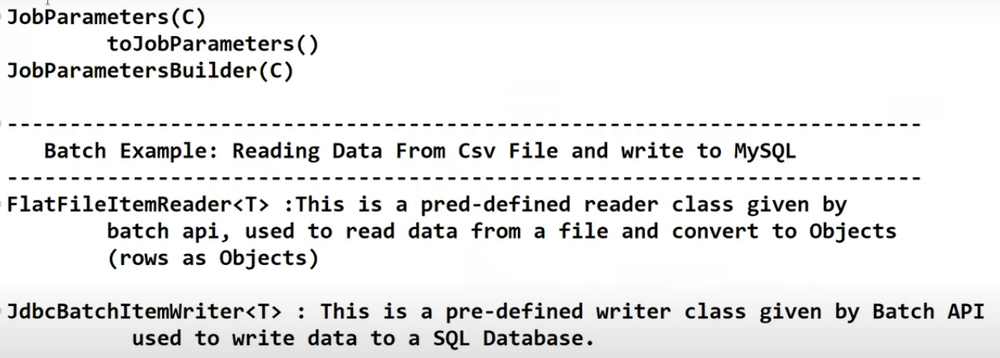 JobParameters(C)
toJobParameters()
JobParametersBuilder(C)
-------------------------------------------------------------------------
Batch Example: Reading Data From Csv File and write to MySQL
-------------------------------------------------------------------------
FlatFileItemReader<T> :This is a pred-defined reader class given by
batch api, used to read data from a file and convert to Objects
(rows as Objects)
JdbcBatchItemWriter<T> : This is a pre-defined writer class given by Batch API
used to write data to a SQL Database.